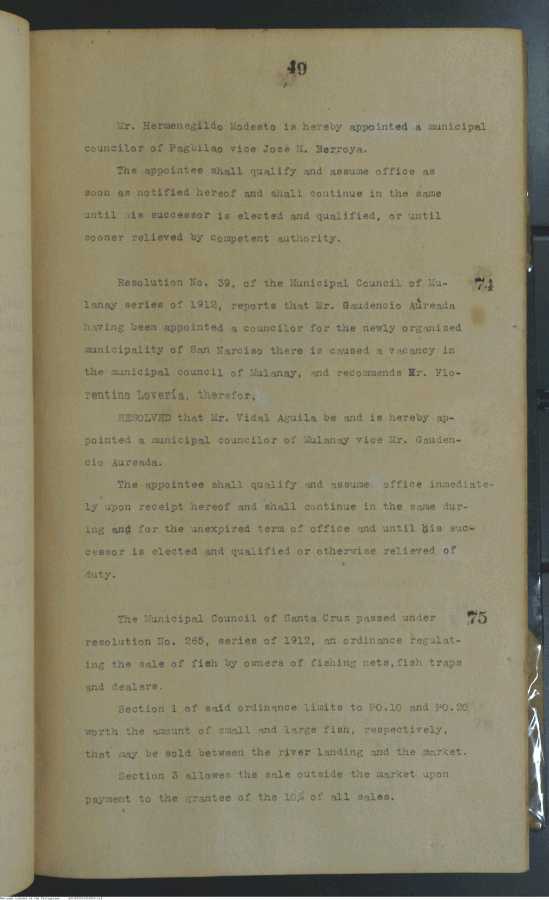 49
Mr. Hermenegildo Modesto is hereby appointed a municipal
councilor of Pagbilao vice Jose M. Berroya.
The appointee shall qualify and assume office as
soon as notified hereof and shall continue in the same
until his successor is elected and qualified, or until
sooner relieved by competent authority.
Resolution No. 39, of the Municipal Council of Mu-
74
lanay series of 1912, reports that Mr. Gaudencio Aureada
having been appointed a councilor for the newly organized
municipality of San Narciso there is caused a vacancy in
the municipal council of Mulanay, and recommends Mr. Flo-
rentino Lovería, therefor,
RESOLVED that Mr. Vidal Aguila be and is hereby ap-
pointed a municipal councilor of Mulanay vice Mr. Gauden-
cio Aureada.
The appointee shall qualify and assume office inmediate-
ly upon receipt hereof and shall continue in the same dur-
ing and for the unexpired term of office and until his suc-
cessor is elected and qualified or otherwise relieved of
duty.
The Municipal Council of Santa Cruz passed under
75
resolution No. 265, series of 1912, an ordinance regulat-
ing the sale of fish by owners of fishing nets, fish traps
and dealers.
Section 1 of said ordinance limits to P0.10 and P0.20
worth the amount of small and large fish, respectively,
that may be sold between the river landing and the market.
Section 3 allowes the sale outside the market upon
payment to the grantee of the 10% of all sales.